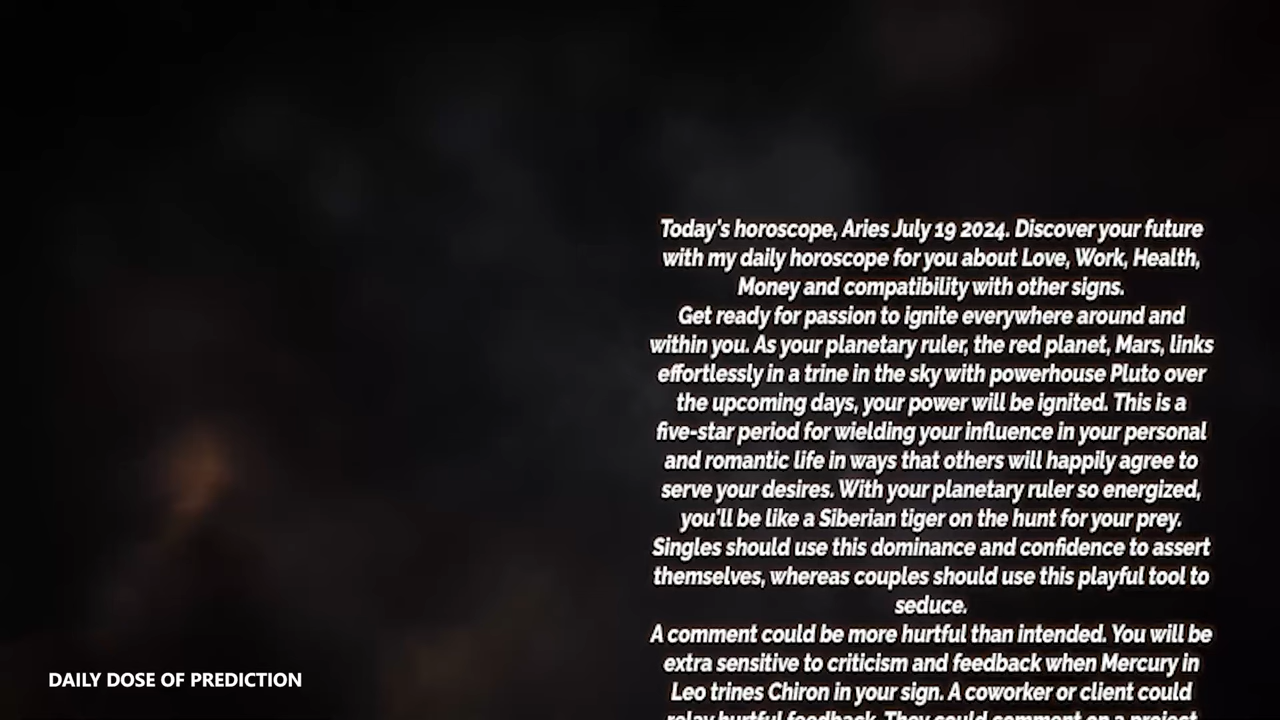 Today's horoscope, Aries July 19 2024. Discover your future
with my daily horoscope for you about Love, Work, Health,
Money and compatibility with other signs.
Get ready for passion to ignite everywhere around and
within you. As your planetary ruler, the red planet, Mars, links
effortlessly in a trine in the sky with powerhouse Pluto over
the upcoming days, your power will be ignited. This is a
five-star period for wielding your influence in your personal
and romantic life in ways that others will happily agree to
serve your desires. With your planetary ruler so energized,
you'll be like a Siberian tiger on the hunt for your prey.
Singles should use this dominance and confidence to assert
themselves, whereas couples should use this playful tool to
seduce.
A comment could be more hurtful than intended. You will be
extra sensitive to criticism and feedback when Mercury in
Leo trines Chiron in your sign. A coworker or client could
relay hurtful feedback. They could comment on a project
DAILY DOSE OF PREDICTION